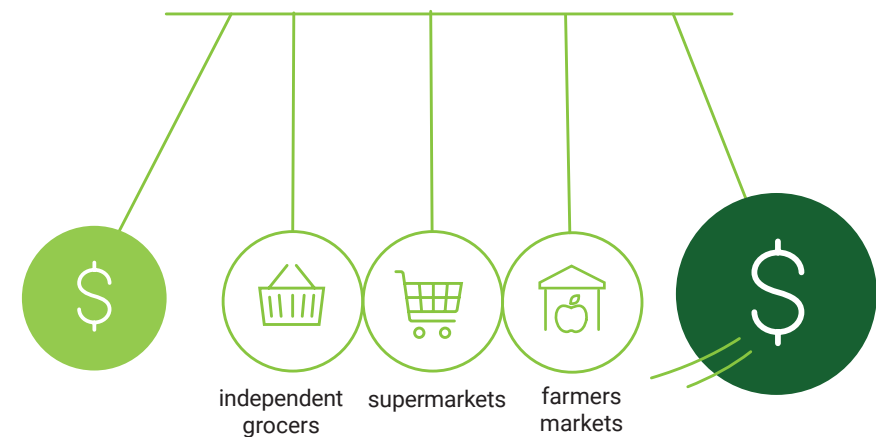 $
$
independent
grocers
supermarkets
farmers
markets